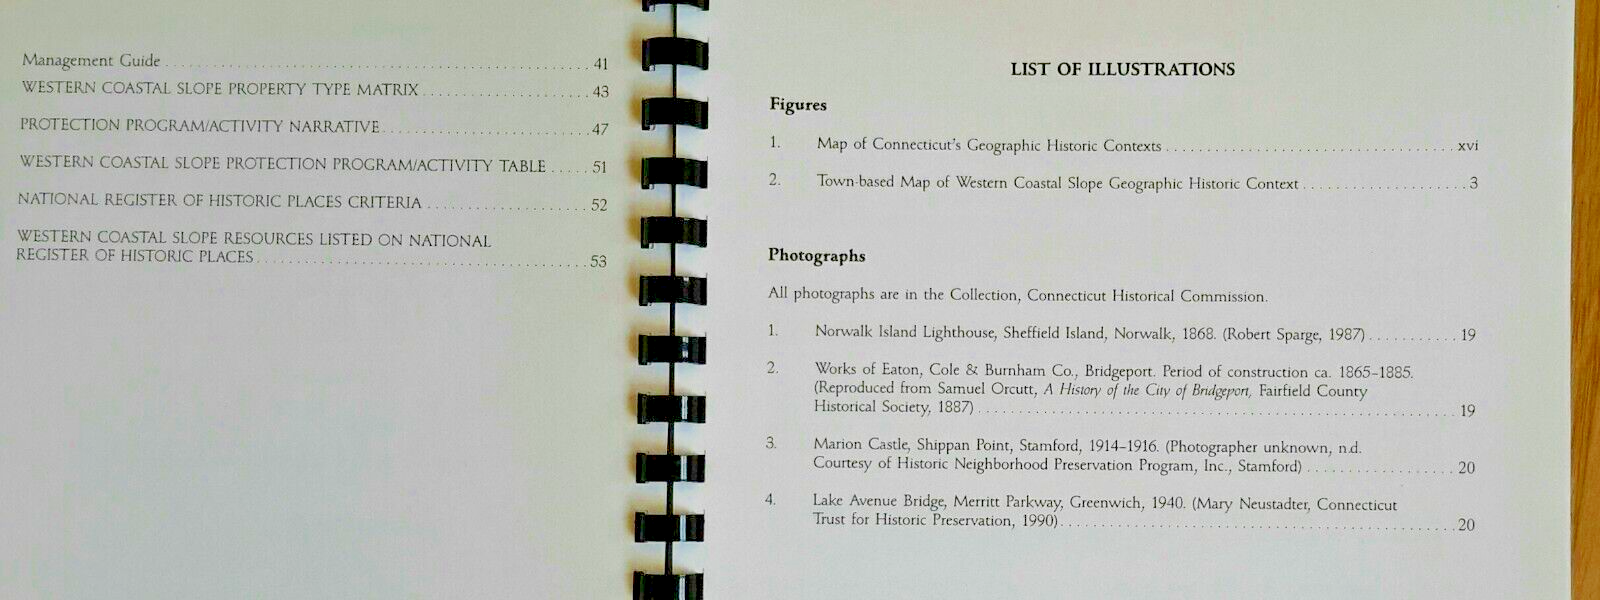 Management Guide . . . . . . . . . . . . . . . . . . . . . . . . . . . . . . 41
WESTERN COASTAL SLOPE PROPERTY TYPE MATRIX . . . . . . . . . . . . 43
PROTECTION PROGRAM/ACTIVITY NARRATIVE . . . . . . . . . . . . . . . 47
WESTERN COASTAL SLOPE PROTECTION PROGRAM/ACTIVITY TABLE . . . . . 51
NATIONAL REGISTER OF HISTORIC PLACES CRITERIA . . . . . . . . . . . . 52
WESTERN COASTAL SLOPE RESOURCES LISTED ON NATIONAL
REGISTER OF HISTORIC PLACES . . . . . . . . . . . . . . . . . . . . . . 53
LIST OF ILLUSTRATIONS
Figures
1. Map of Connecticut's Geographic Historic Contexts . . . . . . . . . . . . . . . . . . xvi
2. Town-based Map of Western Coastal Slope Geographic Historic Context . . . . . . . . . . 3
Photographs
All photographs are in the Collection, Connecticut Historical Commission.
1. Norwalk Island Lighthouse, Sheffield Island, Norwalk, 1868. (Robert Sparge, 1987) . . . . . . . . . 19
2. Works of Eaton, Cole & Burnham Co., Bridgeport. Period of construction ca. 1865–1885.
(Reproduced from Samuel Orcutt, A History of the City of Bridgeport, Fairfield County
Historical Society, 1887) . . . . . . . . . . . . . . . . . . . . . . . . . . . . 19
3. Marion Castle, Shippan Point, Stamford, 1914–1916. (Photographer unknown, n.d.
Courtesy of Historic Neighborhood Preservation Program, Inc., Stamford) . . . . . . . . . . 20
4. Lake Avenue Bridge, Merritt Parkway, Greenwich, 1940. (Mary Neustadter, Connecticut
Trust for Historic Preservation, 1990) . . . . . . . . . . . . . . . . . . . . . . . 20